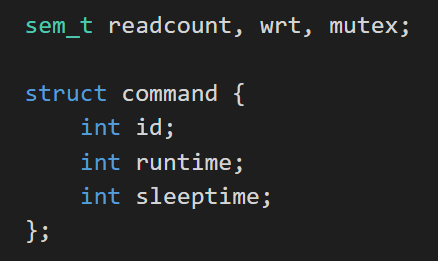 sem_t readcount, wrt, mutex;
struct command {
int id;
int runtime;
int sleeptime;
};